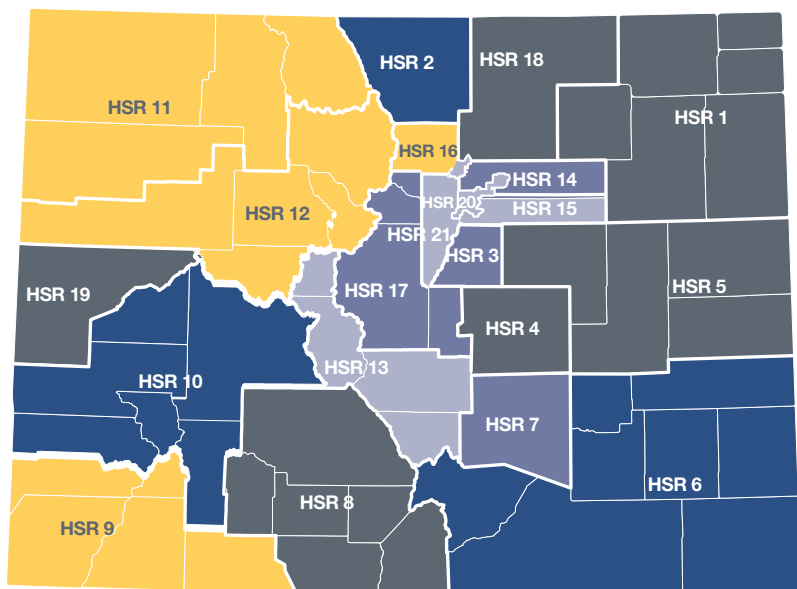 HSR 2
HSR 18
HSR 11
HSR 1
HSR 16
HSR 14
HSR 20
HSR 12
HSR 15
HSR 21
HSR 3
HSR 19
HSR 17
HSR 5
HSR 4
HSR 10
HSR 13
HSR 7
HSR 6
HSR 8
HSR 9